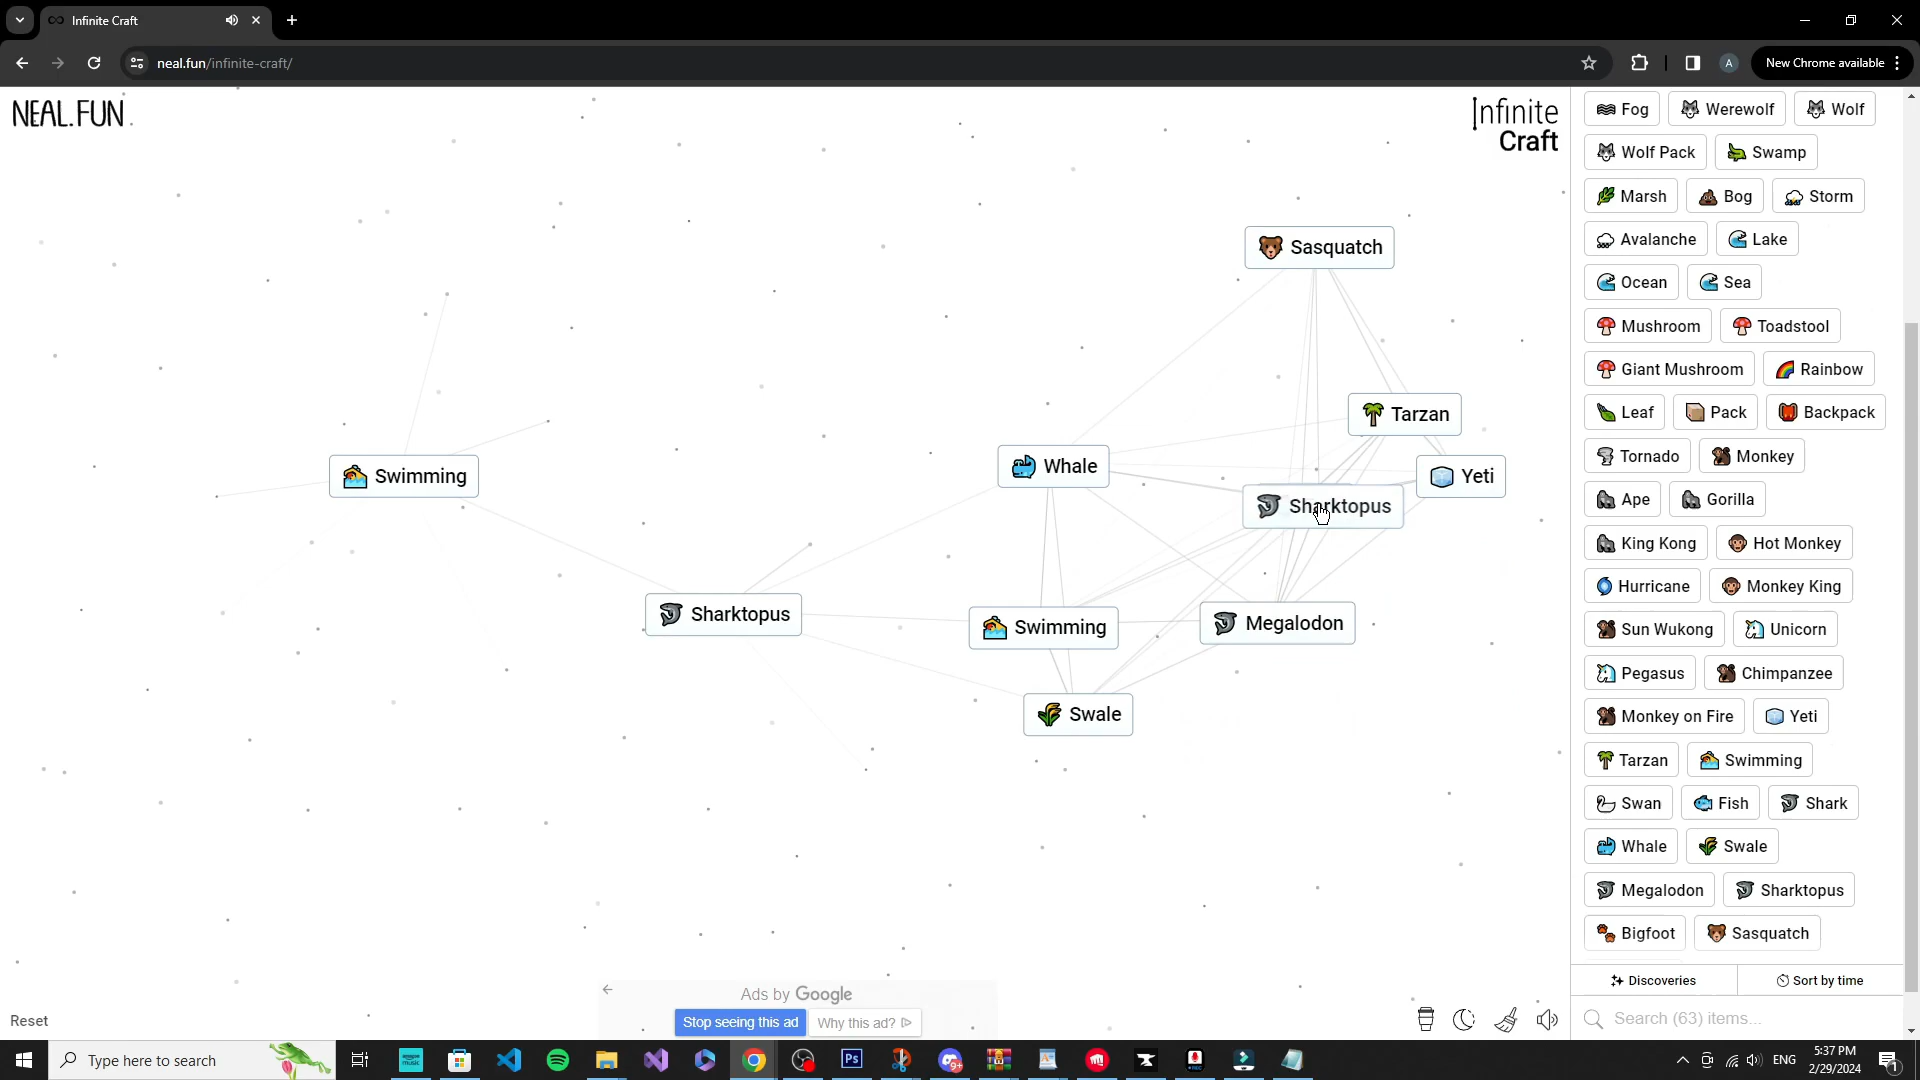 Infinite Craft
neal.fun/infinite-craft/
New Chrome available
NEAL.FUN
Infinite
Craft
Sasquatch
Tarzan
Whale
Yeti
Swimming
Sharktopus
Sharktopus
Swimming
Megalodon
Swale
Fog Werewolf Wolf
Wolf Pack Swamp
Marsh Bog Storm
Avalanche Lake
Ocean Sea
Mushroom Toadstool
Giant Mushroom Rainbow
Leaf Pack Backpack
Tornado Monkey
Ape Gorilla
King Kong Hot Monkey
Hurricane Monkey King
Sun Wukong Unicorn
Pegasus Chimpanzee
Monkey on Fire Yeti
Tarzan Swimming
Swan Fish Shark
Whale Swale
Megalodon Sharktopus
Bigfoot Sasquatch
Discoveries Sort by time
Search (63) items...
Ads by Google
Stop seeing this ad Why this ad?
Reset
Type here to search
ENG
5:37 PM
2/29/2024